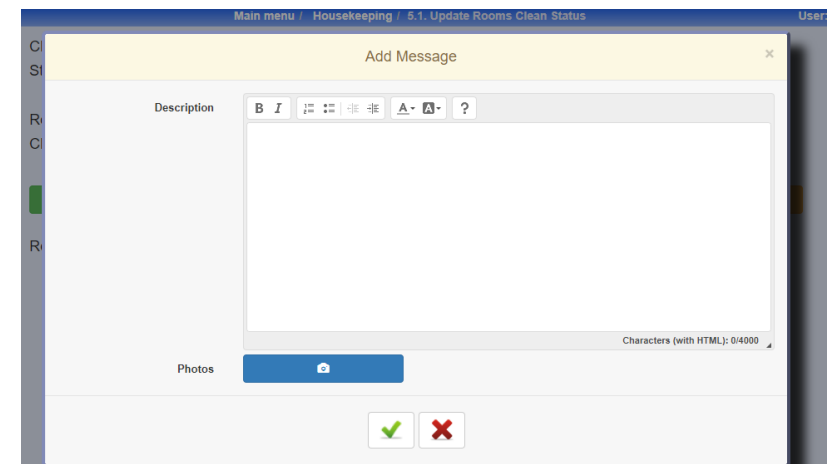 Main menu / Housekeeping / 5.1. Update Rooms Clean Status User:
Add Message ×
Description
B I A A ?
Characters (with HTML): 0/4000
Photos